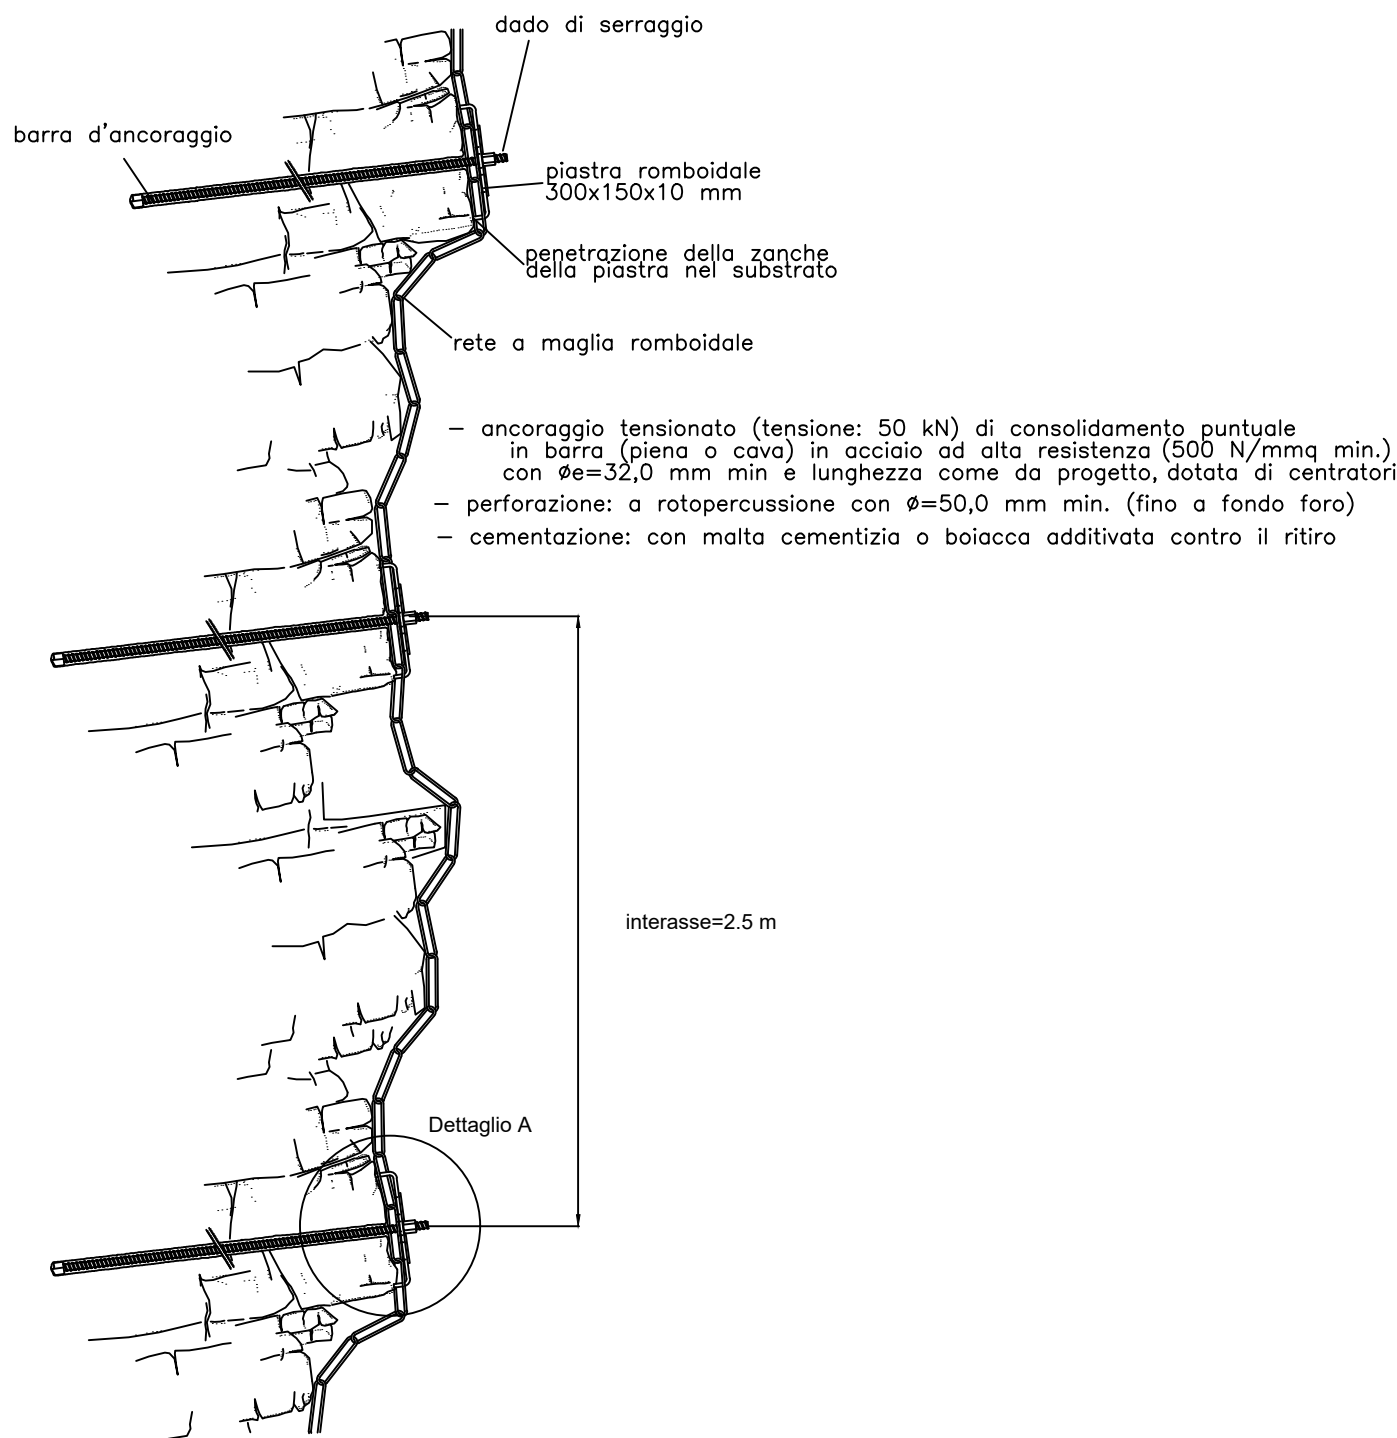 dado di serraggio
barra d'ancoraggio
piastra romboidale
300x150x10 mm
penetrazione della zanche
della piastra nel substrato
rete a maglia romboidale
– ancoraggio tensionato (tensione: 50 kN) di consolidamento puntuale
in barra (piena o cava) in acciaio ad alta resistenza (500 N/mmq min.)
con øe=32,0 mm min e lunghezza come da progetto, dotata di centratori
– perforazione: a rotopercussione con ø=50,0 mm min. (fino a fondo foro)
– cementazione: con malta cementizia o boiacca additivata contro il ritiro
interasse=2.5 m
Dettaglio A